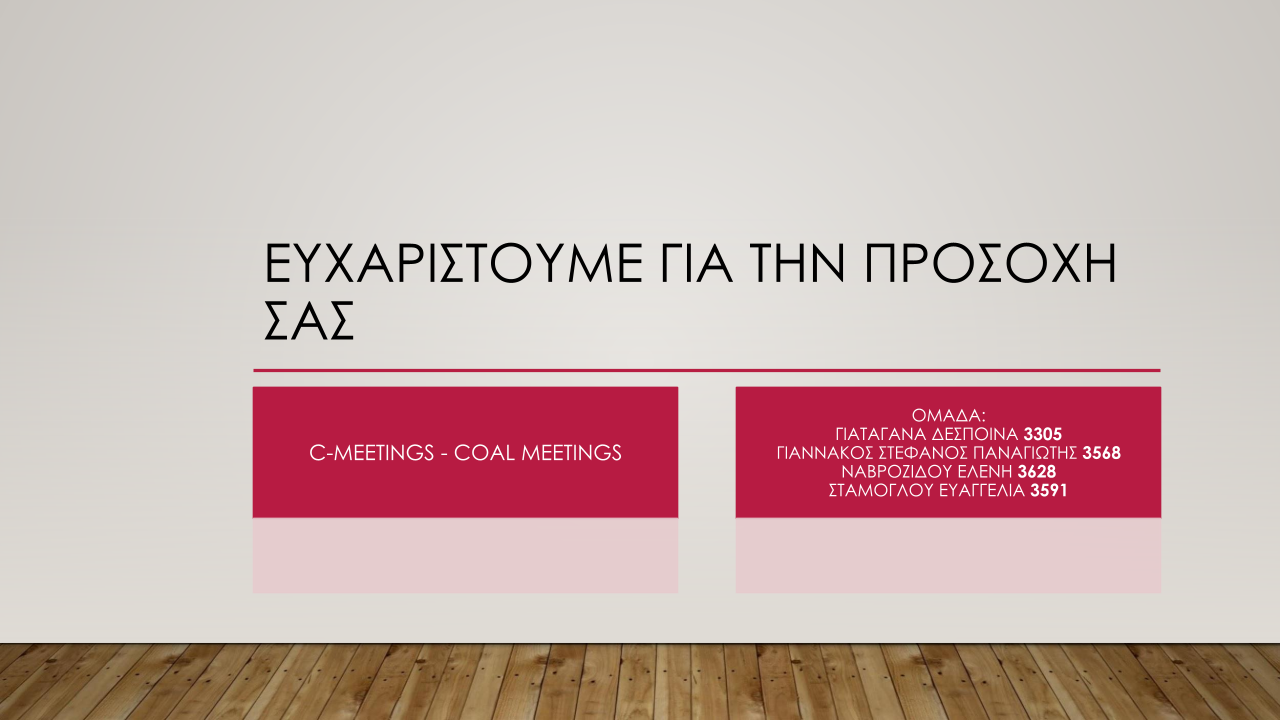 ΕΥΧΑΡΙΣΤΟΥΜΕ ΓΙΑ ΤΗΝ ΠΡΟΣΟΧΗ
ΣΑΣ
C-MEETINGS - COAL MEETINGS
ΟΜΑΔΑ:
ΓΙΑΤΑΓΑΝΑ ΔΕΣΠΟΙΝΑ 3305
ΓΙΑΝΝΑΚΟΣ ΣΤΕΦΑΝΟΣ ΠΑΝΑΓΙΩΤΗΣ 3568
ΝΑΒΡΟΖΙΔΟΥ ΕΛΕΝΗ 3628
ΣΤΑΜΟΓΛΟΥ ΕΥΑΓΓΕΛΙΑ 3591